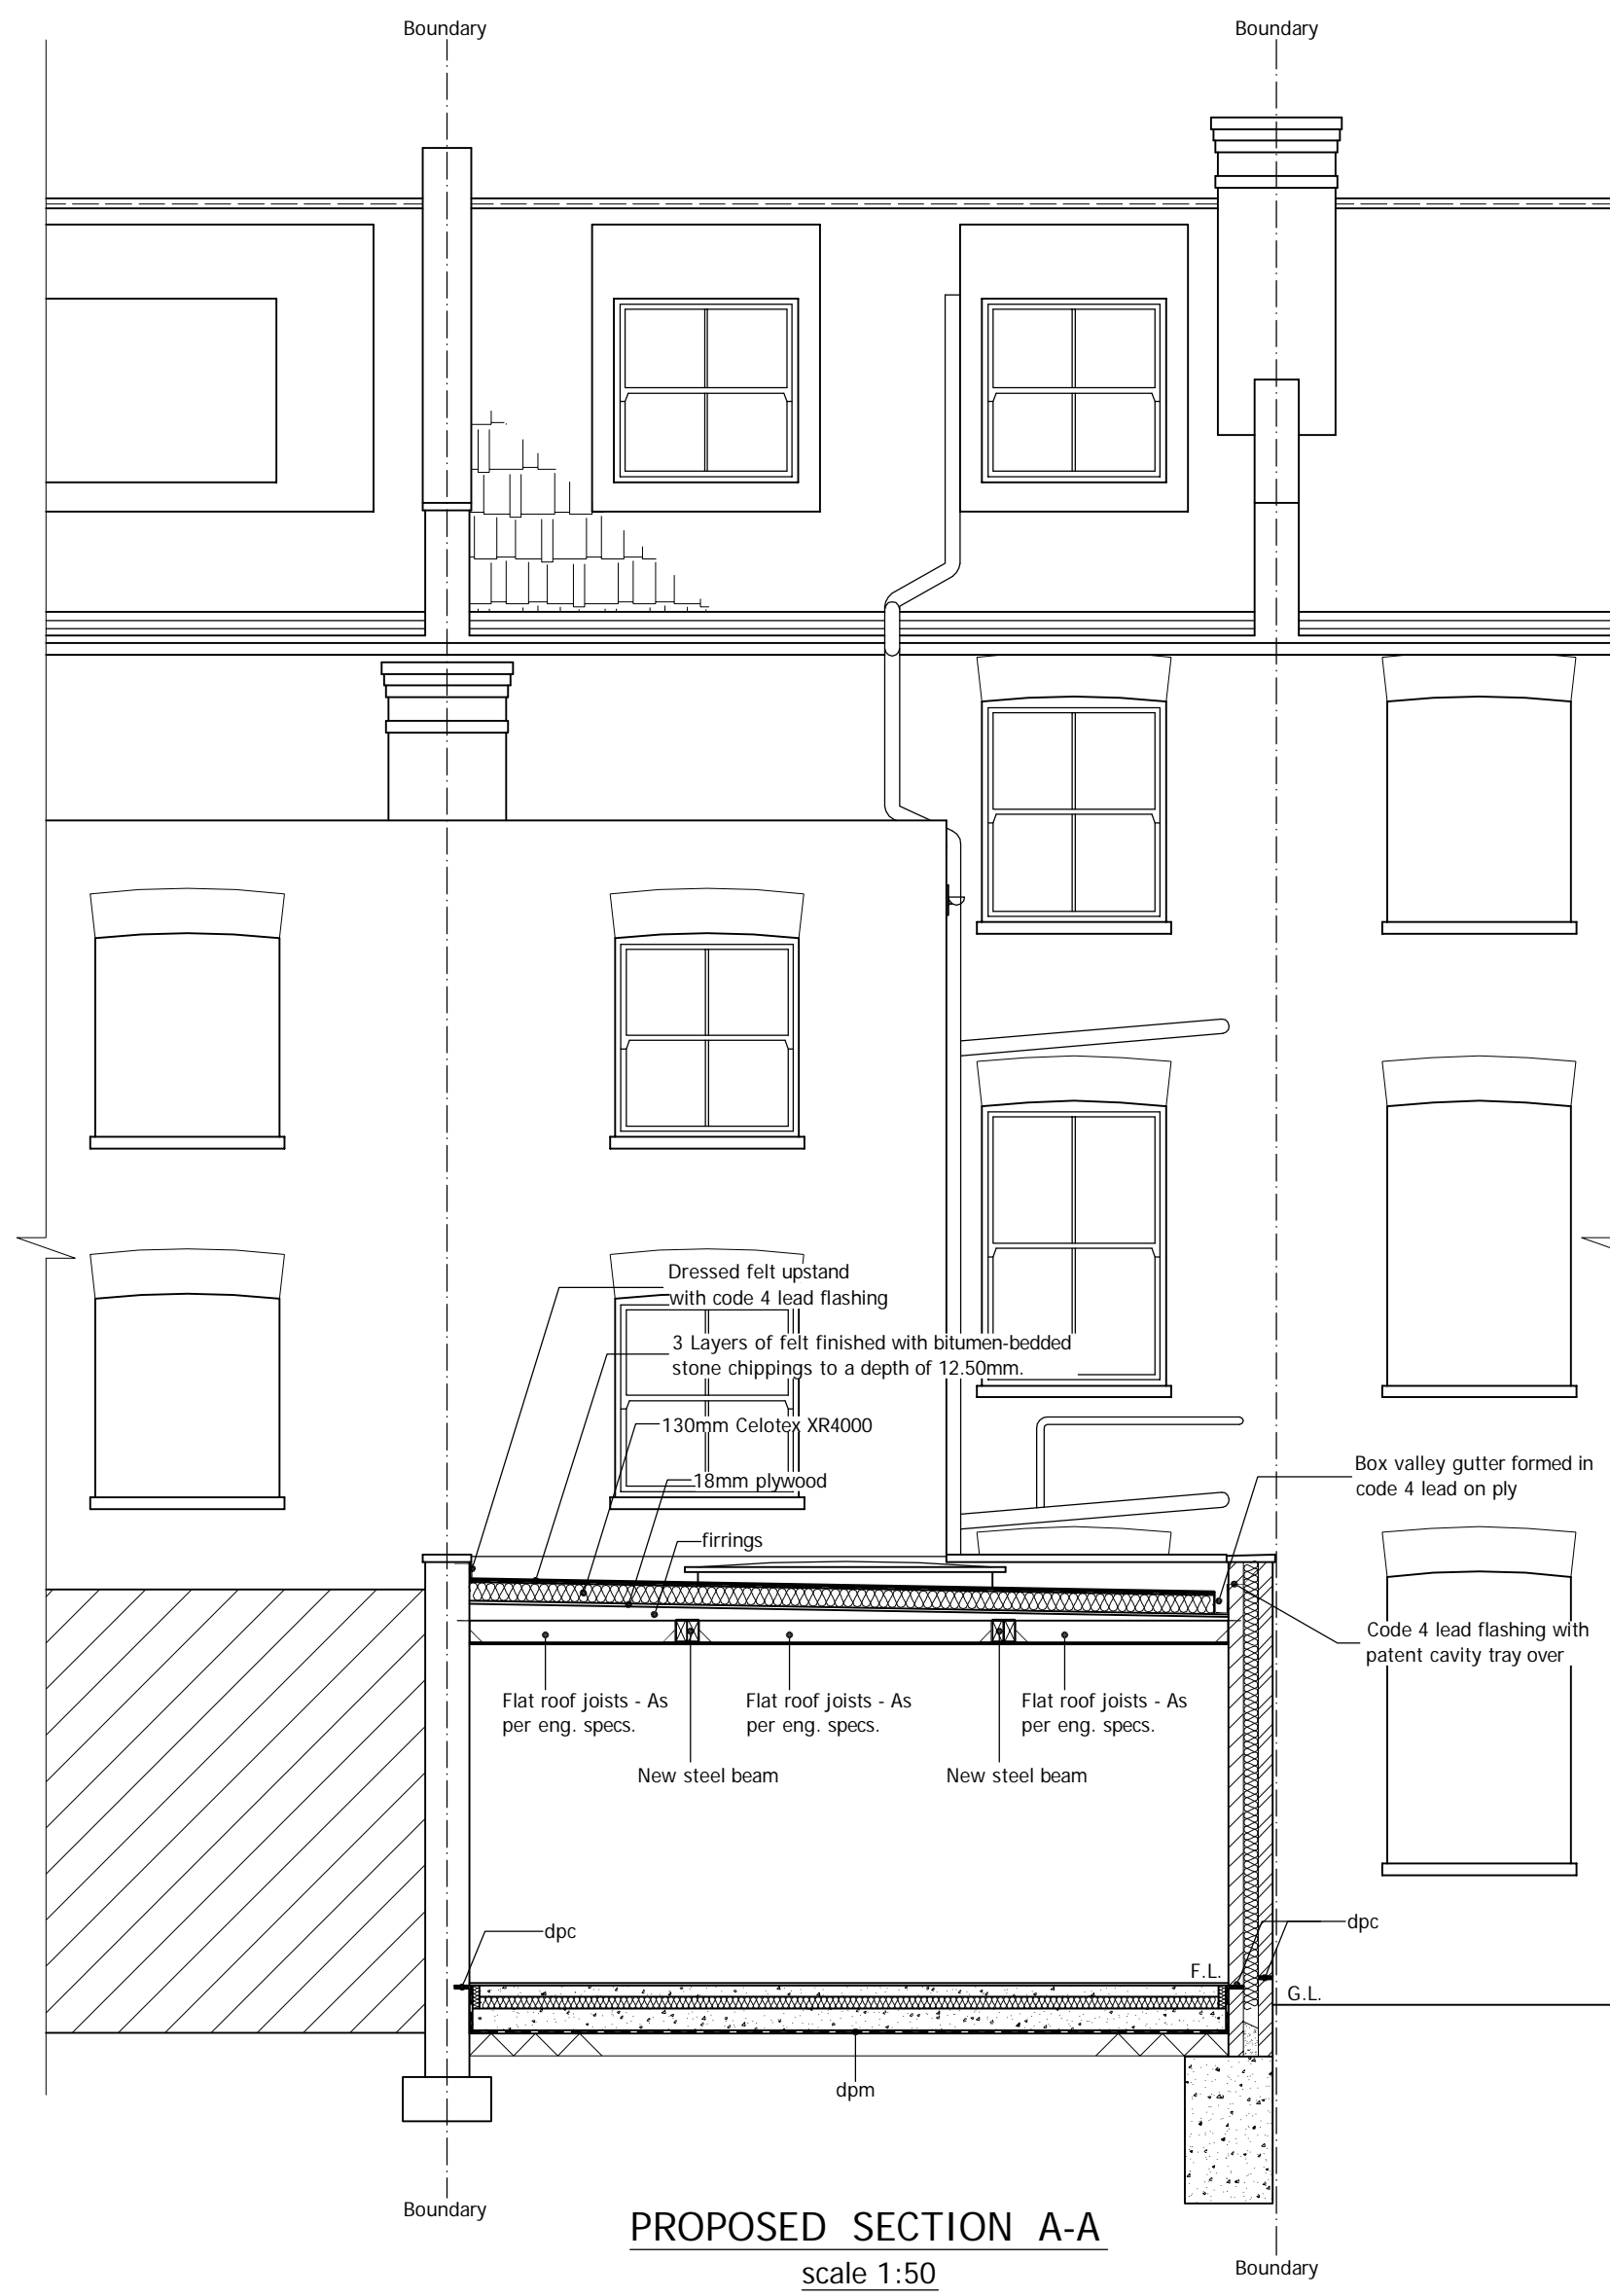 Boundary
Boundary
Dressed felt upstand
with code 4 lead flashing
3 Layers of felt finished with bitumen-bedded
stone chippings to a depth of 12.50mm.
130mm Celotex XR4000
18mm plywood
firrings
Box valley gutter formed in
code 4 lead on ply
Code 4 lead flashing with
patent cavity tray over
Flat roof joists - As
per eng. specs.
Flat roof joists - As
per eng. specs.
Flat roof joists - As
per eng. specs.
New steel beam
New steel beam
dpc
dpc
F.L.
G.L.
dpm
Boundary
PROPOSED SECTION A-A
scale 1:50
Boundary